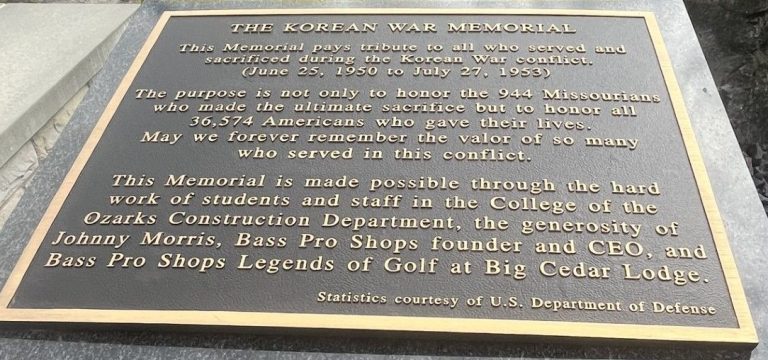 THE KOREAN WAR MEMORIAL
This Memorial pays tribute to all who served and
sacrificed during the Korean War conflict.
(June 25, 1950 to July 27, 1953)
The purpose is not only to honor the 944 Missourians
who made the ultimate sacrifice but to honor all
36,574 Americans who gave their lives.
May we forever remember the valor of so many
who served in this conflict.
This Memorial is made possible through the hard
work of students and staff in the College of the
Ozarks Construction Department, the generosity of
Johnny Morris, Bass Pro Shops founder and CEO, and
Bass Pro Shops Legends of Golf at Big Cedar Lodge.
Statistics courtesy of U.S. Department of Defense